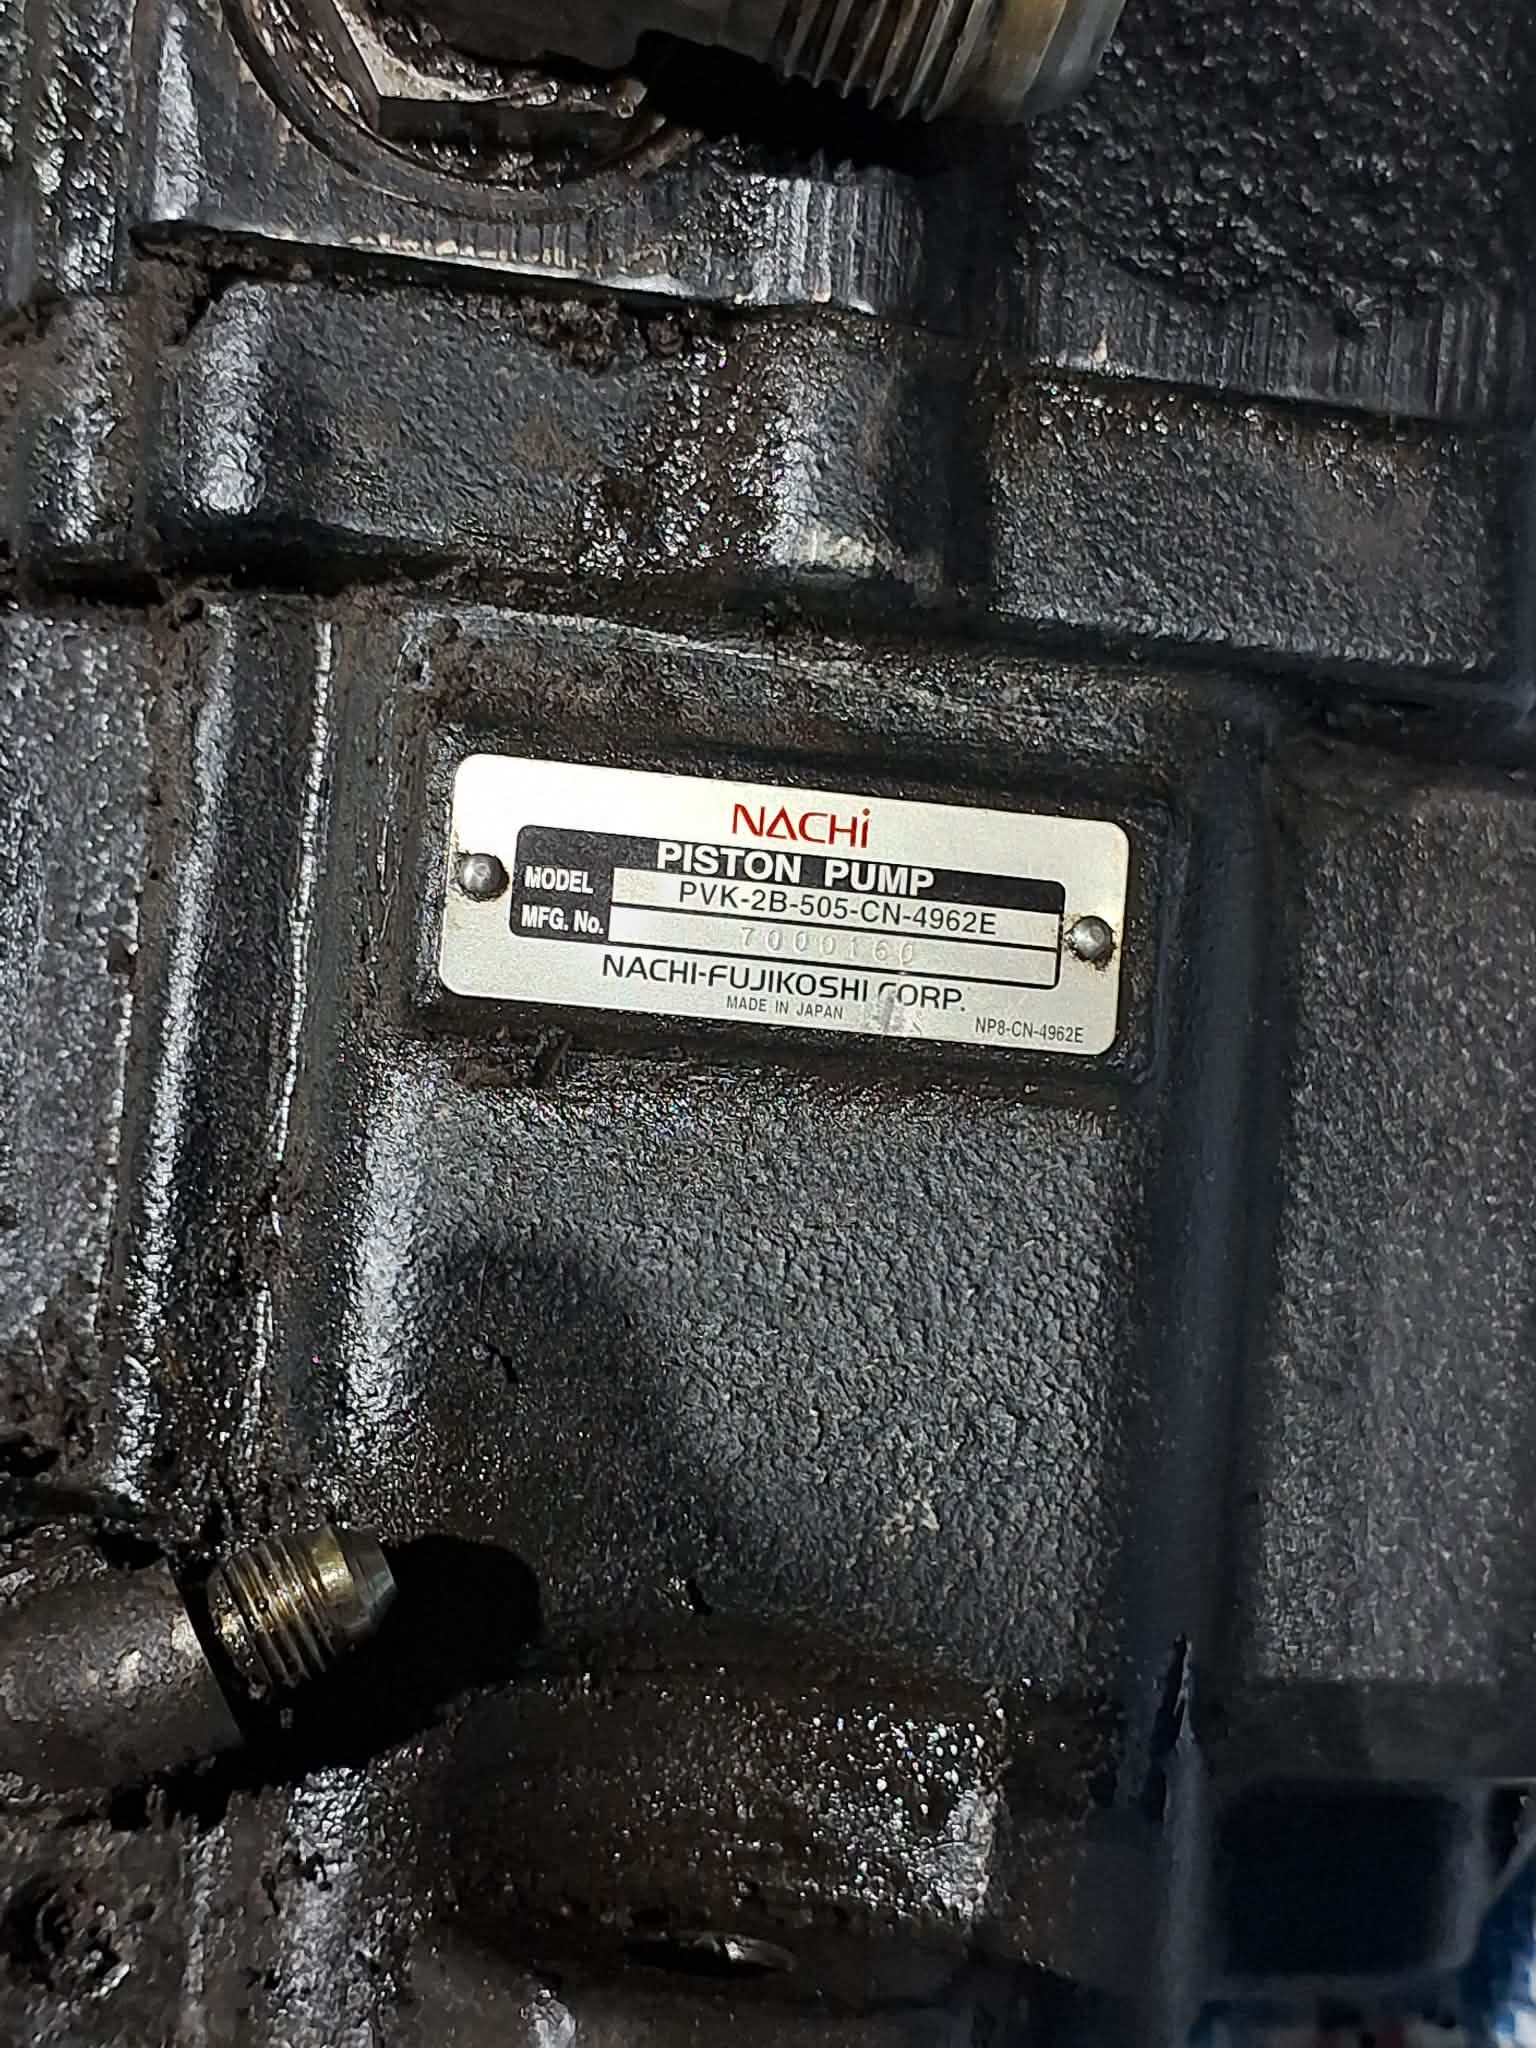 NACHi
PISTON PUMP
MODEL PVK-2B-505-CN-4962E
MFG. No. 7000160
NACHI-FUJIKOSHI CORP.
MADE IN JAPAN
NP8-CN-4962E